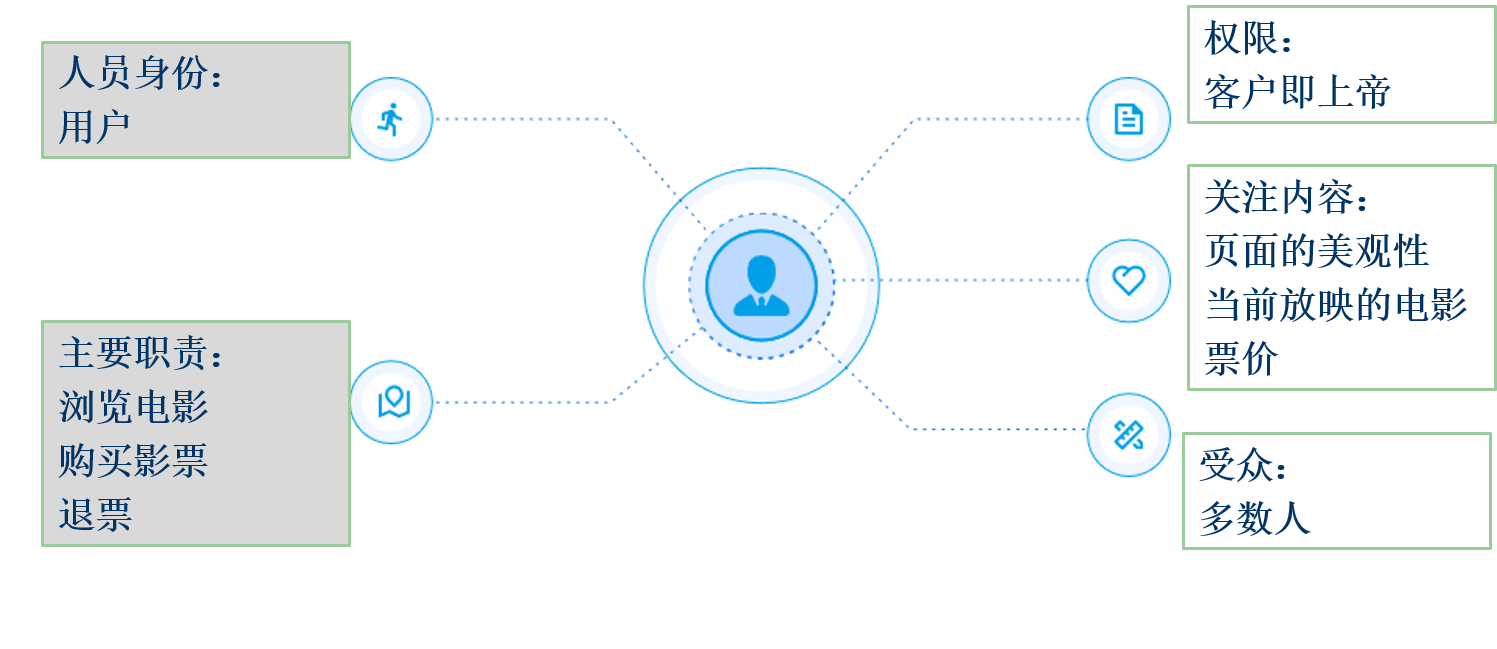 人员身份：
用户
主要职责：
浏览电影
购买影票
退票
权限：
客户即上帝
关注内容：
页面的美观性
当前放映的电影
票价
受众：
多数人